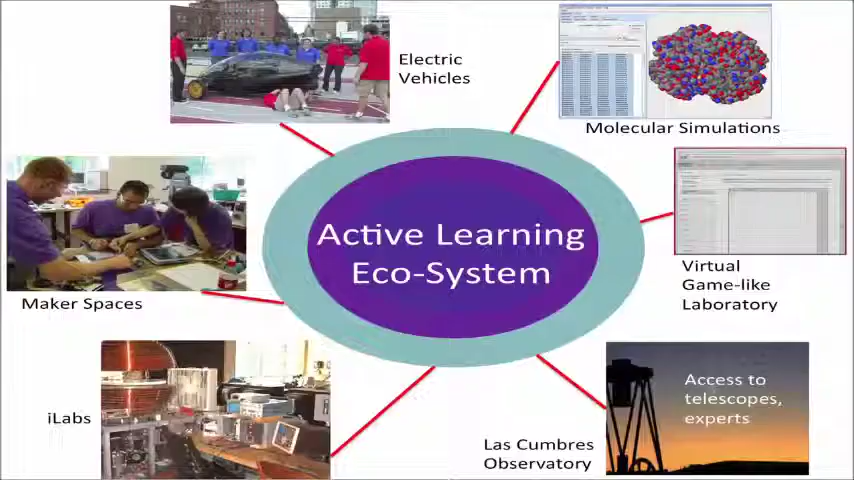 Electric
Vehicles
Molecular Simulations
Active Learning
Eco-System
Maker Spaces
Virtual
Game-like
Laboratory
iLabs
Access to
telescopes,
experts
Las Cumbres
Observatory